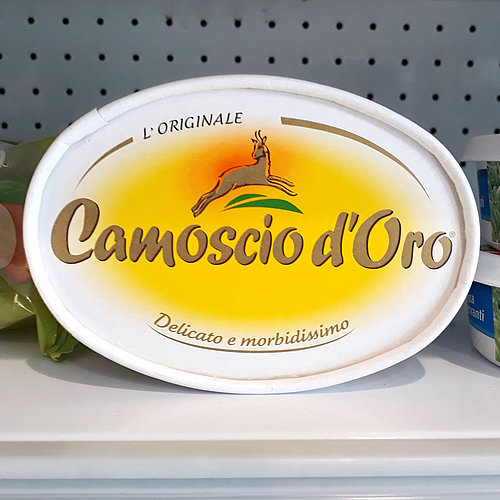 L'ORIGINALE
Camoscio d'Oro®
Delicato e morbidissimo